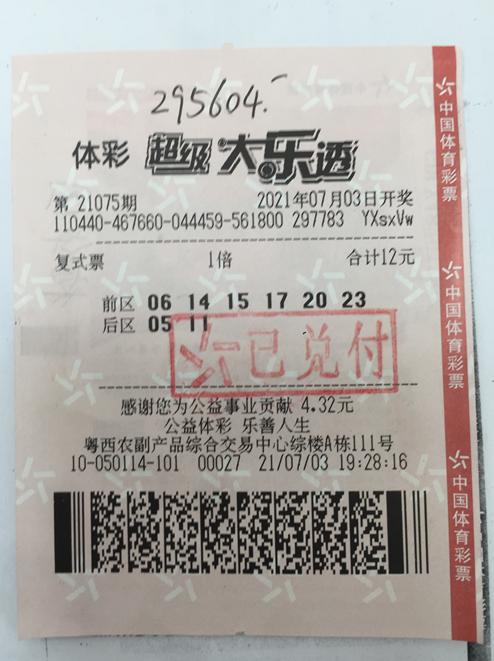 295604.
体彩 超级大乐透
第 21075期 2021年07月03日开奖
110440-467660-044459-561800 297783 YXsxVw
复式票 1倍 合计12元
前区 06 14 15 17 20 23
后区 05 11
已兑付
感谢您为公益事业贡献 4.32元
公益体彩 乐善人生
粤西农副产品综合交易中心综楼A栋111号
10-050114-101 00027 21/07/03 19:28:16
中国体育彩票
中国体育彩票
中国体育彩票